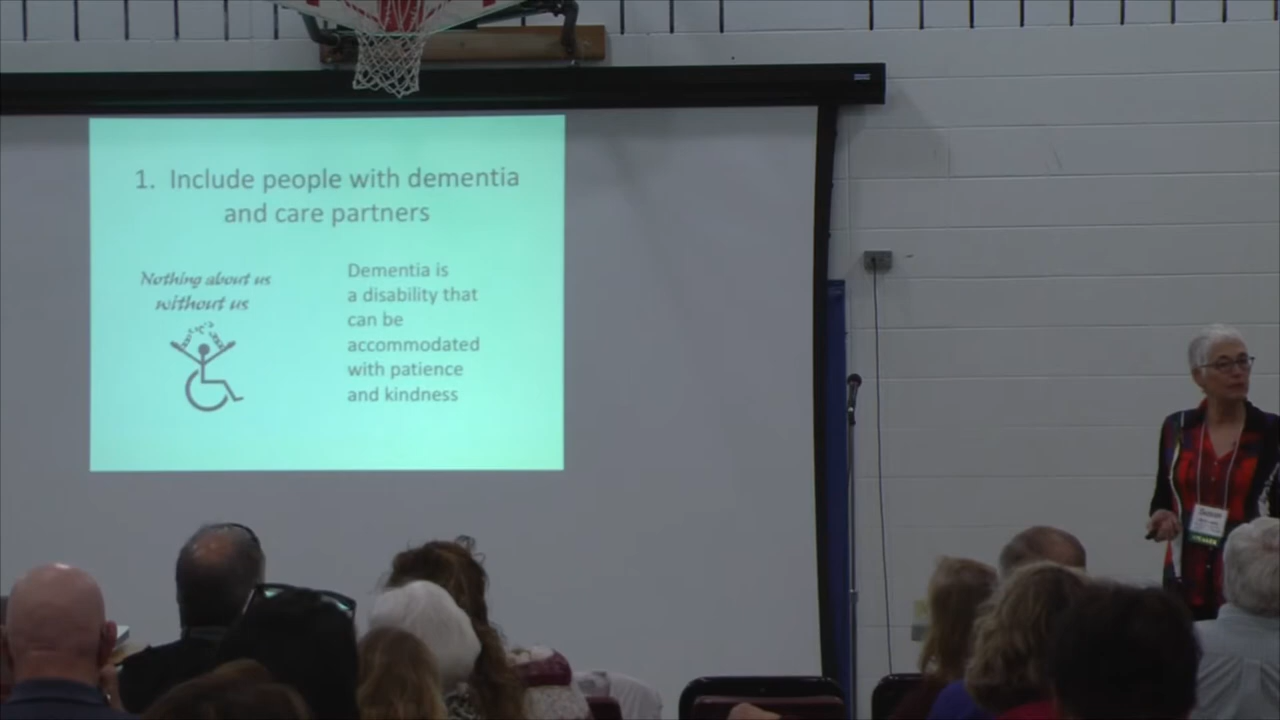 1. Include people with dementia
and care partners
Nothing about us
without us
Dementia is
a disability that
can be
accommodated
with patience
and kindness